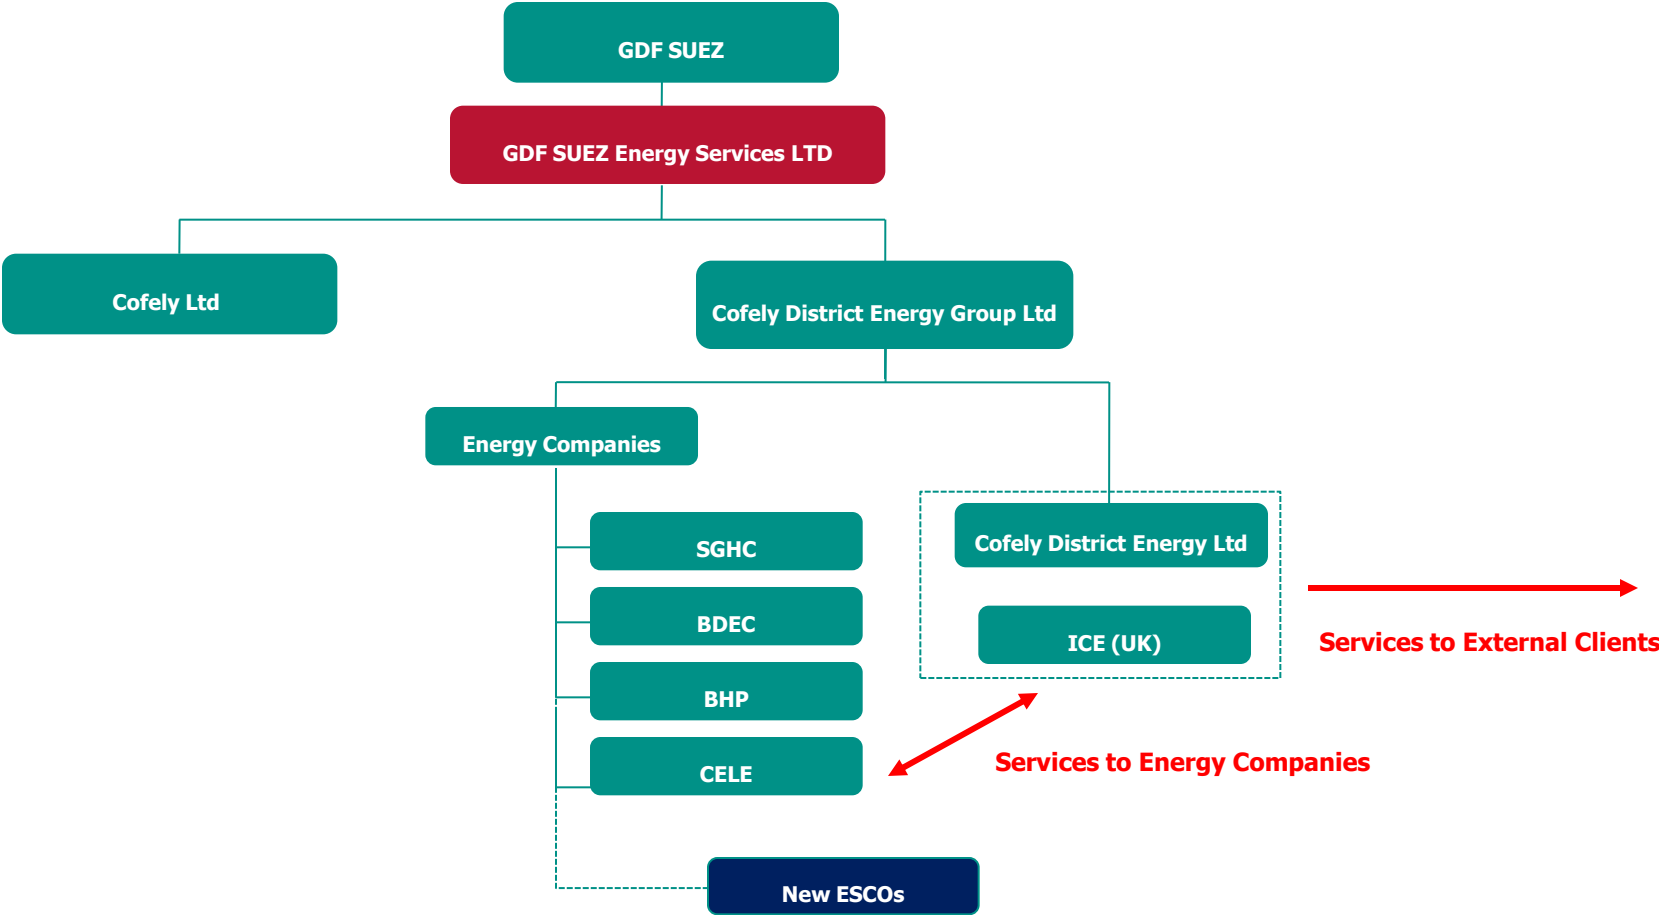 GDF SUEZ
GDF SUEZ Energy Services LTD
Cofely Ltd
Cofely District Energy Group Ltd
Energy Companies
SGHC
BDEC
BHP
CELE
New ESCOs
Cofely District Energy Ltd
ICE (UK)
Services to External Clients
Services to Energy Companies